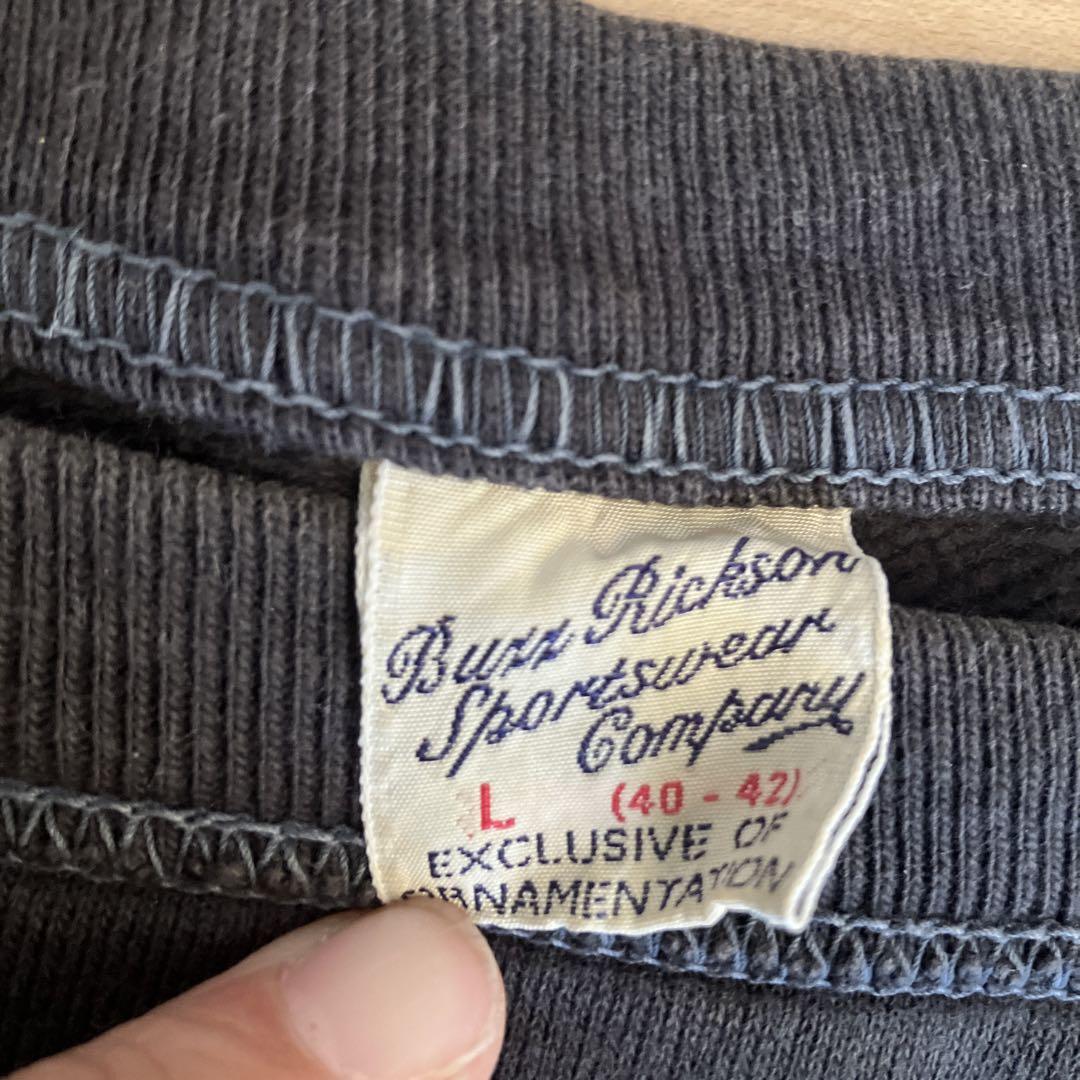 Buzz Rickson
Sportswear
Company
L (40 - 42)
EXCLUSIVE OF
ORNAMENTATION